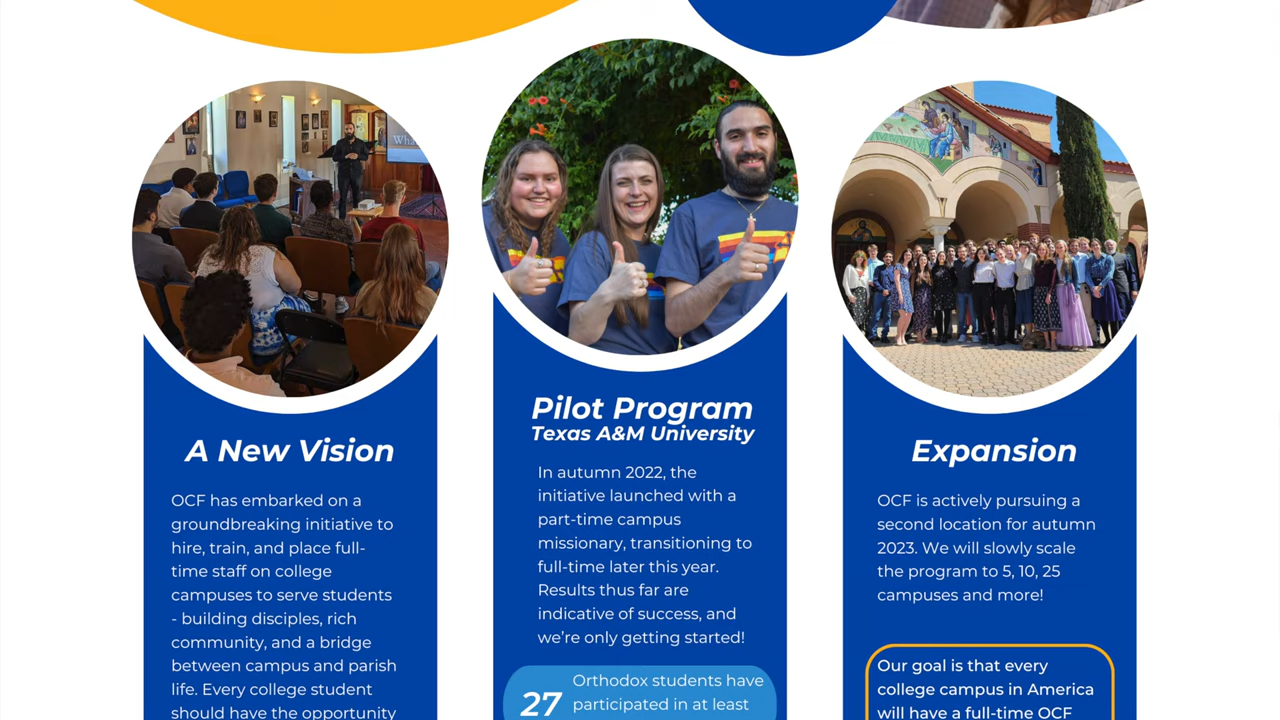 Wha
A New Vision
OCF has embarked on a
groundbreaking initiative to
hire, train, and place full-
time staff on college
campuses to serve students
- building disciples, rich
community, and a bridge
between campus and parish
life. Every college student
should have the opportunity
Pilot Program
Texas A&M University
In autumn 2022, the
initiative launched with a
part-time campus
missionary, transitioning to
full-time later this year.
Results thus far are
indicative of success, and
we're only getting started!
27
Orthodox students have
participated in at least
Expansion
OCF is actively pursuing a
second location for autumn
2023. We will slowly scale
the program to 5, 10, 25
campuses and more!
Our goal is that every
college campus in America
will have a full-time OCF